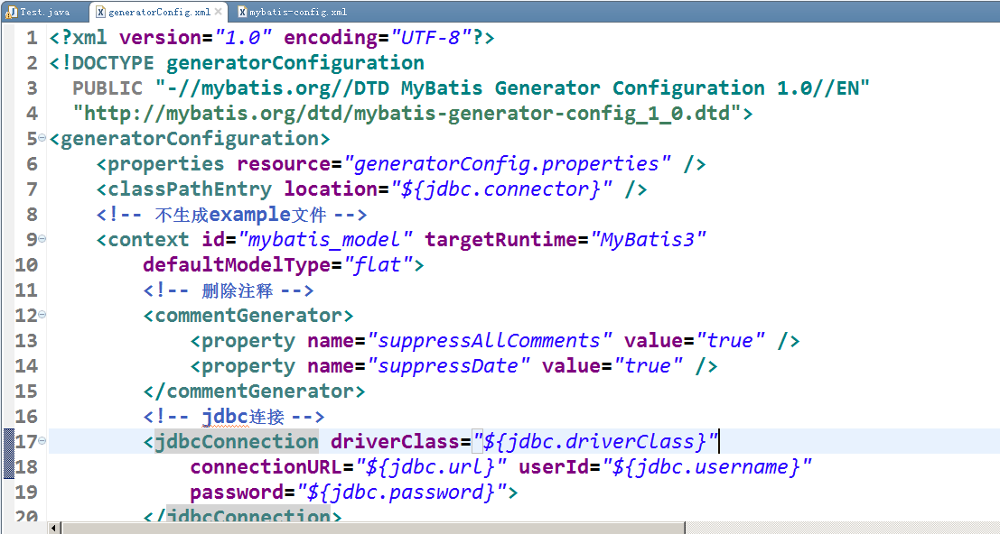 Test.java generatorConfig.xml mybatis-config.xml
1 <?xml version="1.0" encoding="UTF-8"?>
2 <!DOCTYPE generatorConfiguration
3 PUBLIC "-//mybatis.org//DTD MyBatis Generator Configuration 1.0//EN"
4 "http://mybatis.org/dtd/mybatis-generator-config_1_0.dtd">
5 <generatorConfiguration>
6 <properties resource="generatorConfig.properties" />
7 <classPathEntry location="${jdbc.connector}" />
8 <!-- 不生成example文件 -->
9 <context id="mybatis_model" targetRuntime="MyBatis3"
10 defaultModelType="flat">
11 <!-- 删除注释 -->
12 <commentGenerator>
13 <property name="suppressAllComments" value="true" />
14 <property name="suppressDate" value="true" />
15 </commentGenerator>
16 <!-- jdbc连接 -->
17 <jdbcConnection driverClass="${jdbc.driverClass}"
18 connectionURL="${jdbc.url}" userId="${jdbc.username}"
19 password="${jdbc.password}">
20 </jdbcConnection>